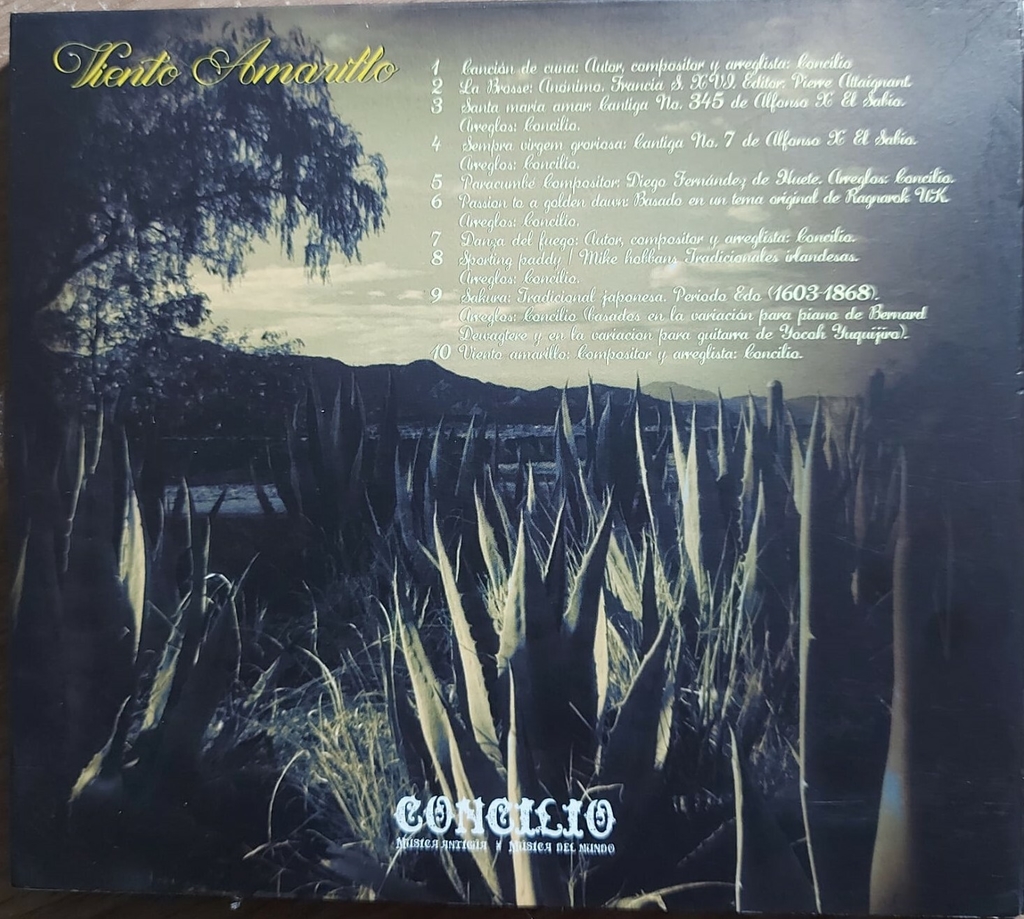 Viento Amarillo
1 Canción de cuna: Autor, compositor y arreglista: Concilio
2 La Brosse: Anónimo. Francia S. XVI. Editor: Pierre Attaignant.
3 Santa maria amar: Cantiga No. 345 de Alfonso X El Sabio.
Arreglos: Concilio.
4 Sempra virgem groriosa: Cantiga No. 7 de Alfonso X El Sabio.
Arreglos: Concilio.
5 Paracumbé Compositor: Diego Fernández de Huete. Arreglos: Concilio.
6 Passion to a golden dawn: Basado en un tema original de Ragnarok UK.
Arreglos: Concilio.
7 Danza del fuego: Autor, compositor y arreglista: Concilio.
8 Sporting paddy / Mike hobbans Tradicionales irlandesas.
Arreglos: Concilio.
9 Sakura: Tradicional japonesa. Periodo Edo (1603-1868).
Arreglos: Concilio (basados en la variación para piano de Bernard
Dewagtere y en la variacion para guitarra de Yocoh Yuquijiro).
10 Viento amarillo: Compositor y arreglista: Concilio.
CONCILIO
MUSICA ANTIGUA Y MUSICA DEL MUNDO